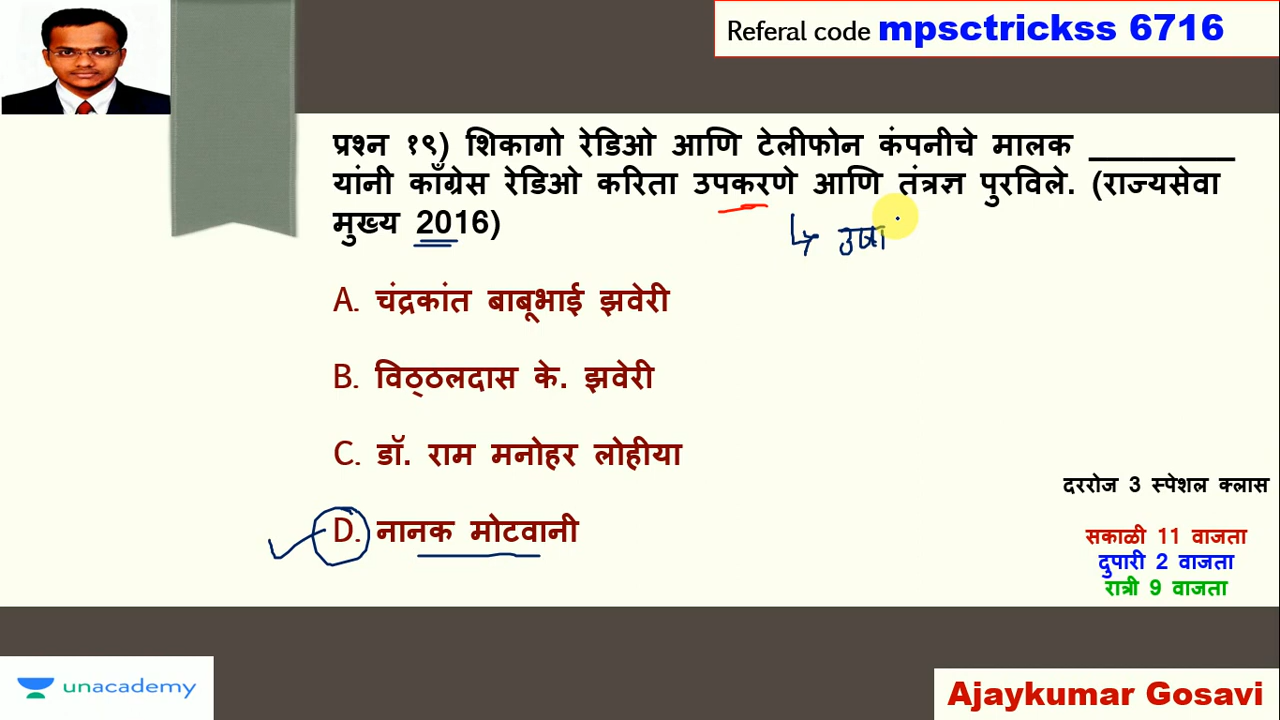 Referal code mpsctrickss 6716
प्रश्न १९) शिकागो रेडिओ आणि टेलीफोन कंपनीचे मालक _________
यांनी काँग्रेस रेडिओ करिता उपकरणे आणि तंत्रज्ञ पुरविले. (राज्यसेवा
मुख्य 2016)
A. चंद्रकांत बाबूभाई झवेरी
B. विठ्ठलदास के. झवेरी
C. डॉ. राम मनोहर लोहीया
D. नानक मोटवानी
दररोज 3 स्पेशल क्लास
सकाळी 11 वाजता
दुपारी 2 वाजता
रात्री 9 वाजता
unacademy
Ajaykumar Gosavi